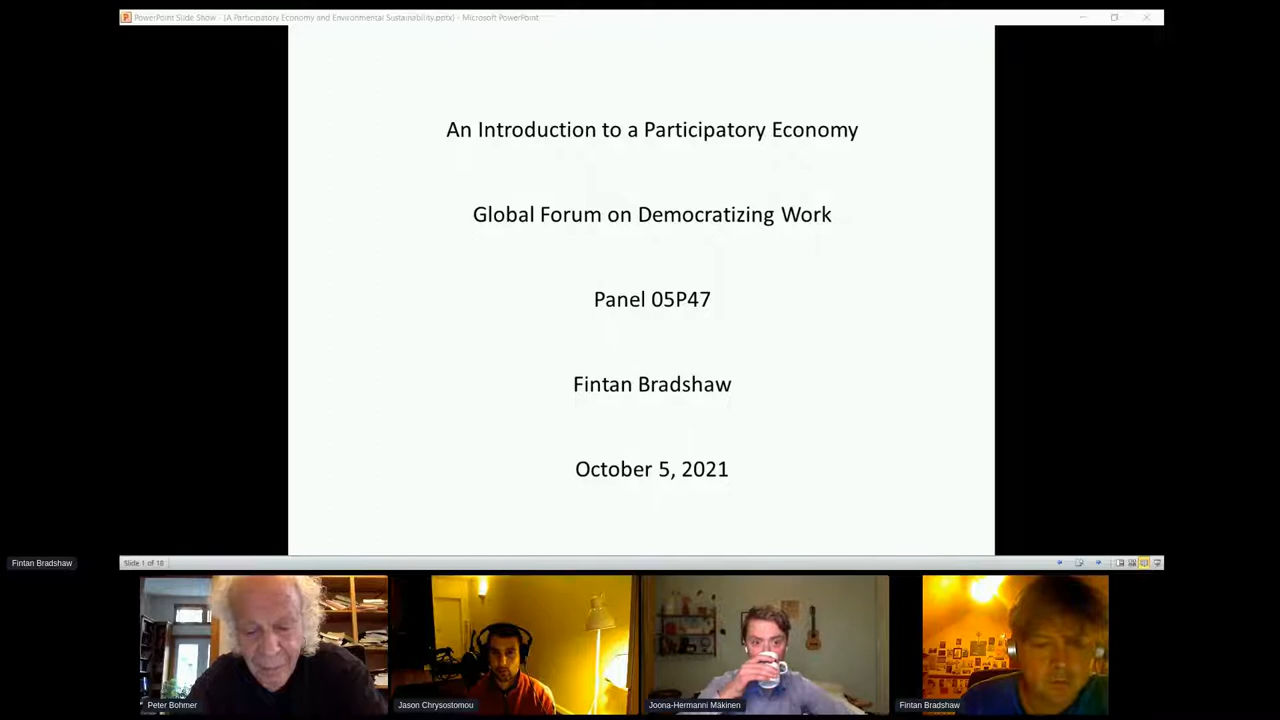 PowerPoint Slide Show - [A Participatory Economy and Environmental Sustainability.pptx] - Microsoft PowerPoint
An Introduction to a Participatory Economy
Global Forum on Democratizing Work
Panel 05P47
Fintan Bradshaw
October 5, 2021
Fintan Bradshaw
Slide 1 of 18
Peter Bohmer
Jason Chrysostomou
Joona-Hermanni Mäkinen
Fintan Bradshaw